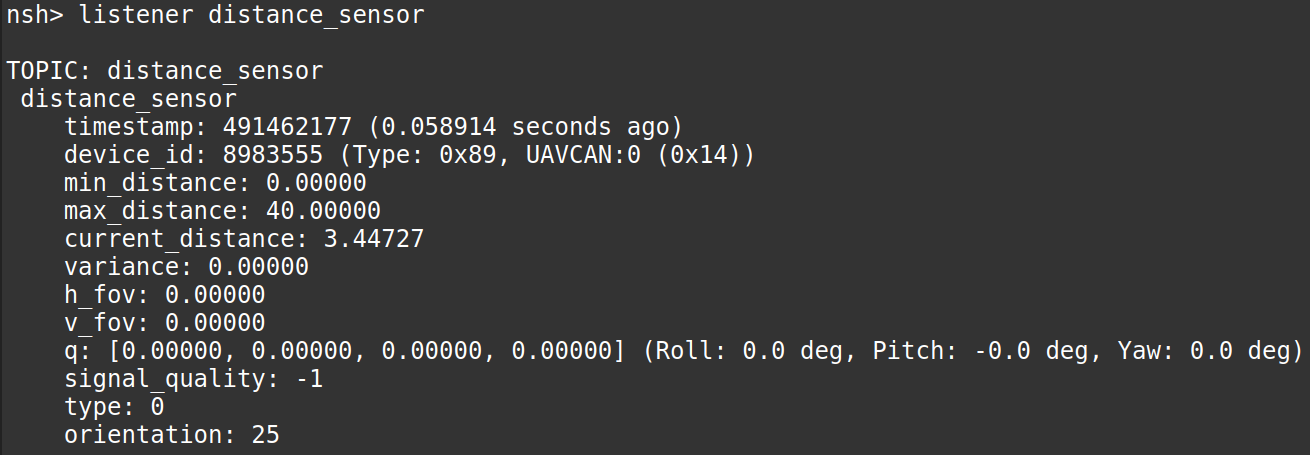 nsh> listener distance_sensor
TOPIC: distance_sensor
distance_sensor
timestamp: 491462177 (0.058914 seconds ago)
device_id: 8983555 (Type: 0x89, UAVCAN:0 (0x14))
min_distance: 0.00000
max_distance: 40.00000
current_distance: 3.44727
variance: 0.00000
h_fov: 0.00000
v_fov: 0.00000
q: [0.00000, 0.00000, 0.00000, 0.00000] (Roll: 0.0 deg, Pitch: -0.0 deg, Yaw: 0.0 deg)
signal_quality: -1
type: 0
orientation: 25